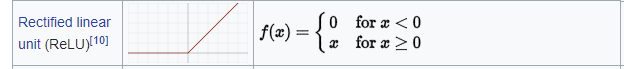 Rectified linear
unit (ReLU)[10]
f(x) = { 0 for x < 0
x for x ≥ 0